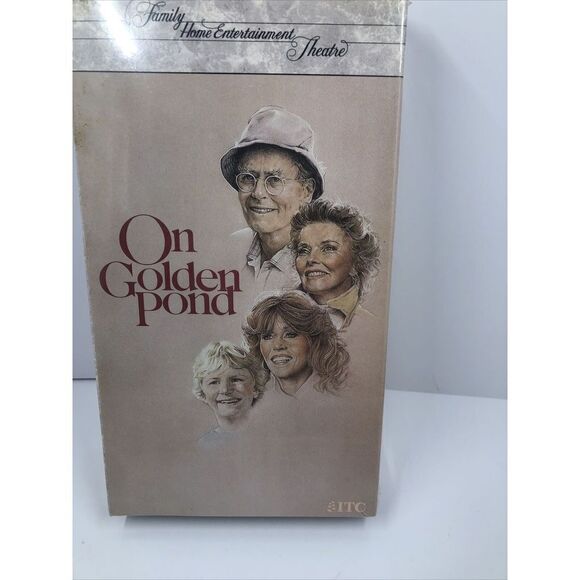 Family
Home Entertainment
Theatre
On
Golden
Pond
ITC